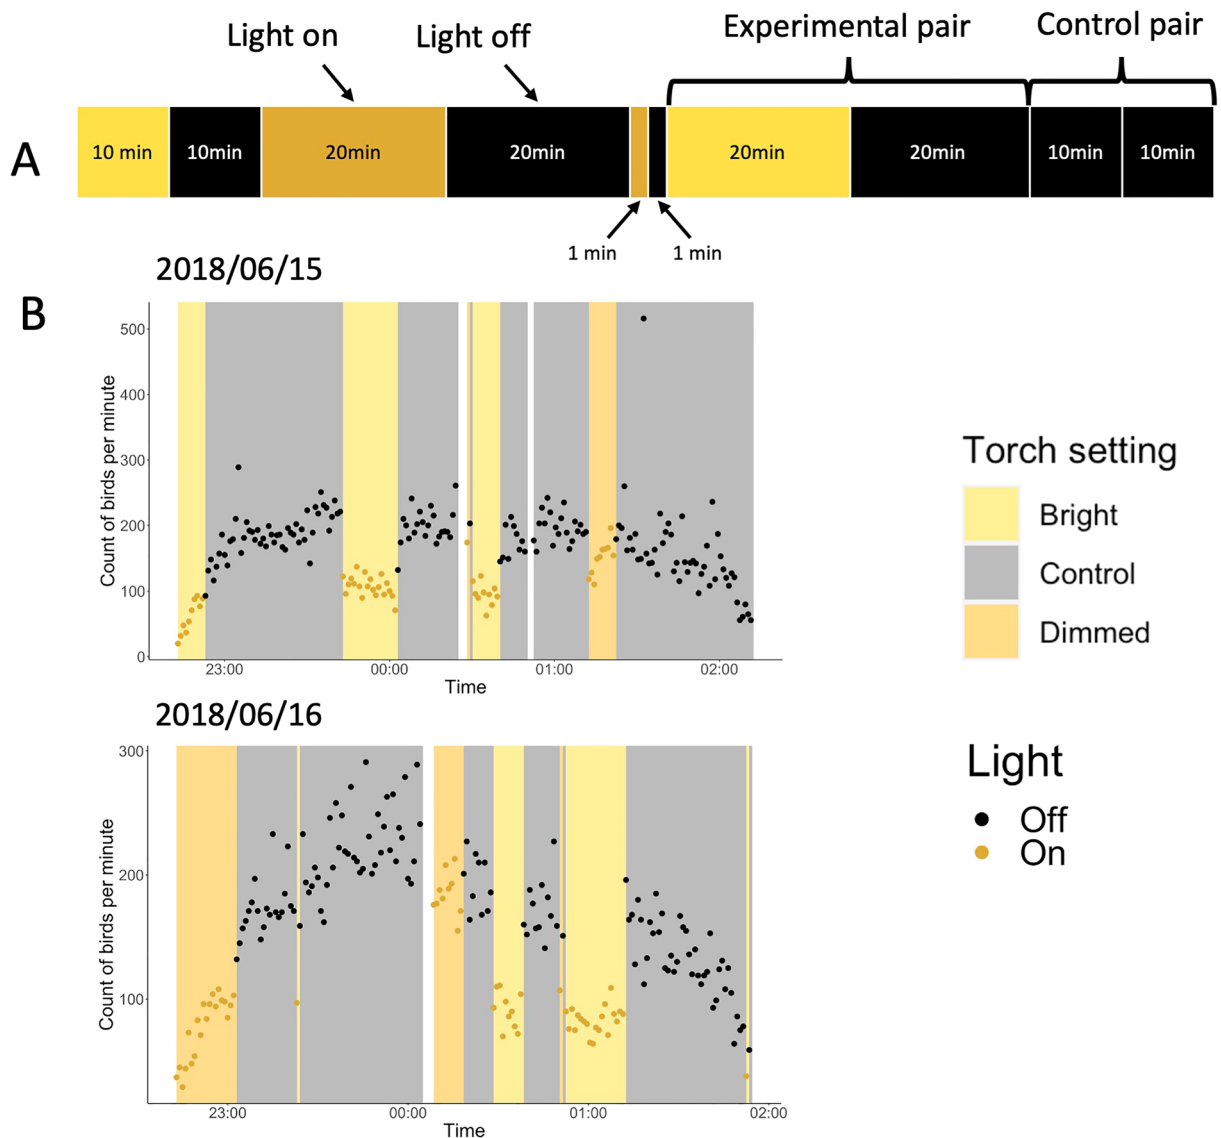 Light on
Light off
Experimental pair
Control pair
A
10 min
10min
20min
20min
20min
20min
10min
10min
1 min
1 min
2018/06/15
B
Count of birds per minute
500
400
300
200
100
0
23:00
00:00
01:00
02:00
Time
2018/06/16
Count of birds per minute
300
200
100
23:00
00:00
01:00
02:00
Time
Torch setting
Bright
Control
Dimmed
Light
Off
On